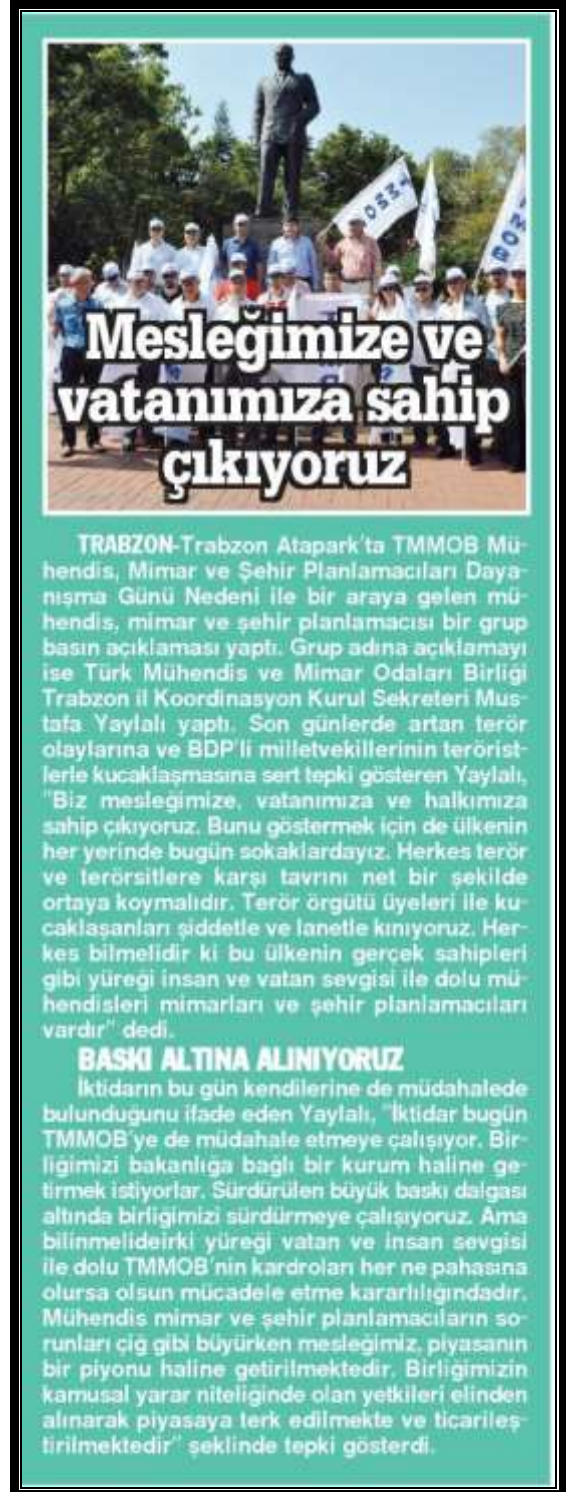 TMMOB
TMMOB
Mesleğimize ve
vatanımıza sahip
çıkıyoruz
TRABZON-Trabzon Atapark'ta TMMOB Mü-
hendis, Mimar ve Şehir Planlamacıları Daya-
nışma Günü Nedeni ile bir araya gelen mü-
hendis, mimar ve şehir planlamacısı bir grup
basın açıklaması yaptı. Grup adına açıklamayı
ise Türk Mühendis ve Mimar Odaları Birliği
Trabzon il Koordinasyon Kurul Sekreteri Mus-
tafa Yaylalı yaptı. Son günlerde artan terör
olaylarına ve BDP'li milletvekillerinin terörist-
lerle kucaklaşmasına sert tepki gösteren Yaylalı,
"Biz mesleğimize, vatanımıza ve halkımıza
sahip çıkıyoruz. Bunu göstermek için de ülkenin
her yerinde bugün sokaklardayız. Herkes terör
ve terörsitlere karşı tavrını net bir şekilde
ortaya koymalıdır. Terör örgütü üyeleri ile ku-
caklaşanları şiddetle ve lanetle kınıyoruz. Her-
kes bilmelidir ki bu ülkenin gerçek sahipleri
gibi yüreği insan ve vatan sevgisi ile dolu mü-
hendisleri mimarları ve şehir planlamacıları
vardır" dedi.
BASKI ALTINA ALINIYORUZ
İktidarın bu gün kendilerine de müdahalede
bulunduğunu ifade eden Yaylalı, "İktidar bugün
TMMOB'ye de müdahale etmeye çalışıyor. Bir-
liğimizi bakanlığa bağlı bir kurum haline ge-
tirmek istiyorlar. Sürdürülen büyük baskı dalgası
altında birliğimizi sürdürmeye çalışıyoruz. Ama
bilinmelideirki yüreği vatan ve insan sevgisi
ile dolu TMMOB'nin kardroları her ne pahasına
olursa olsun mücadele etme kararlılığındadır.
Mühendis mimar ve şehir planlamacıların so-
runları çığ gibi büyürken mesleğimiz, piyasanın
bir piyonu haline getirilmektedir. Birliğimizin
kamusal yarar niteliğinde olan yetkileri elinden
alınarak piyasaya terk edilmekte ve ticarileş-
tirilmektedir" şeklinde tepki gösterdi.